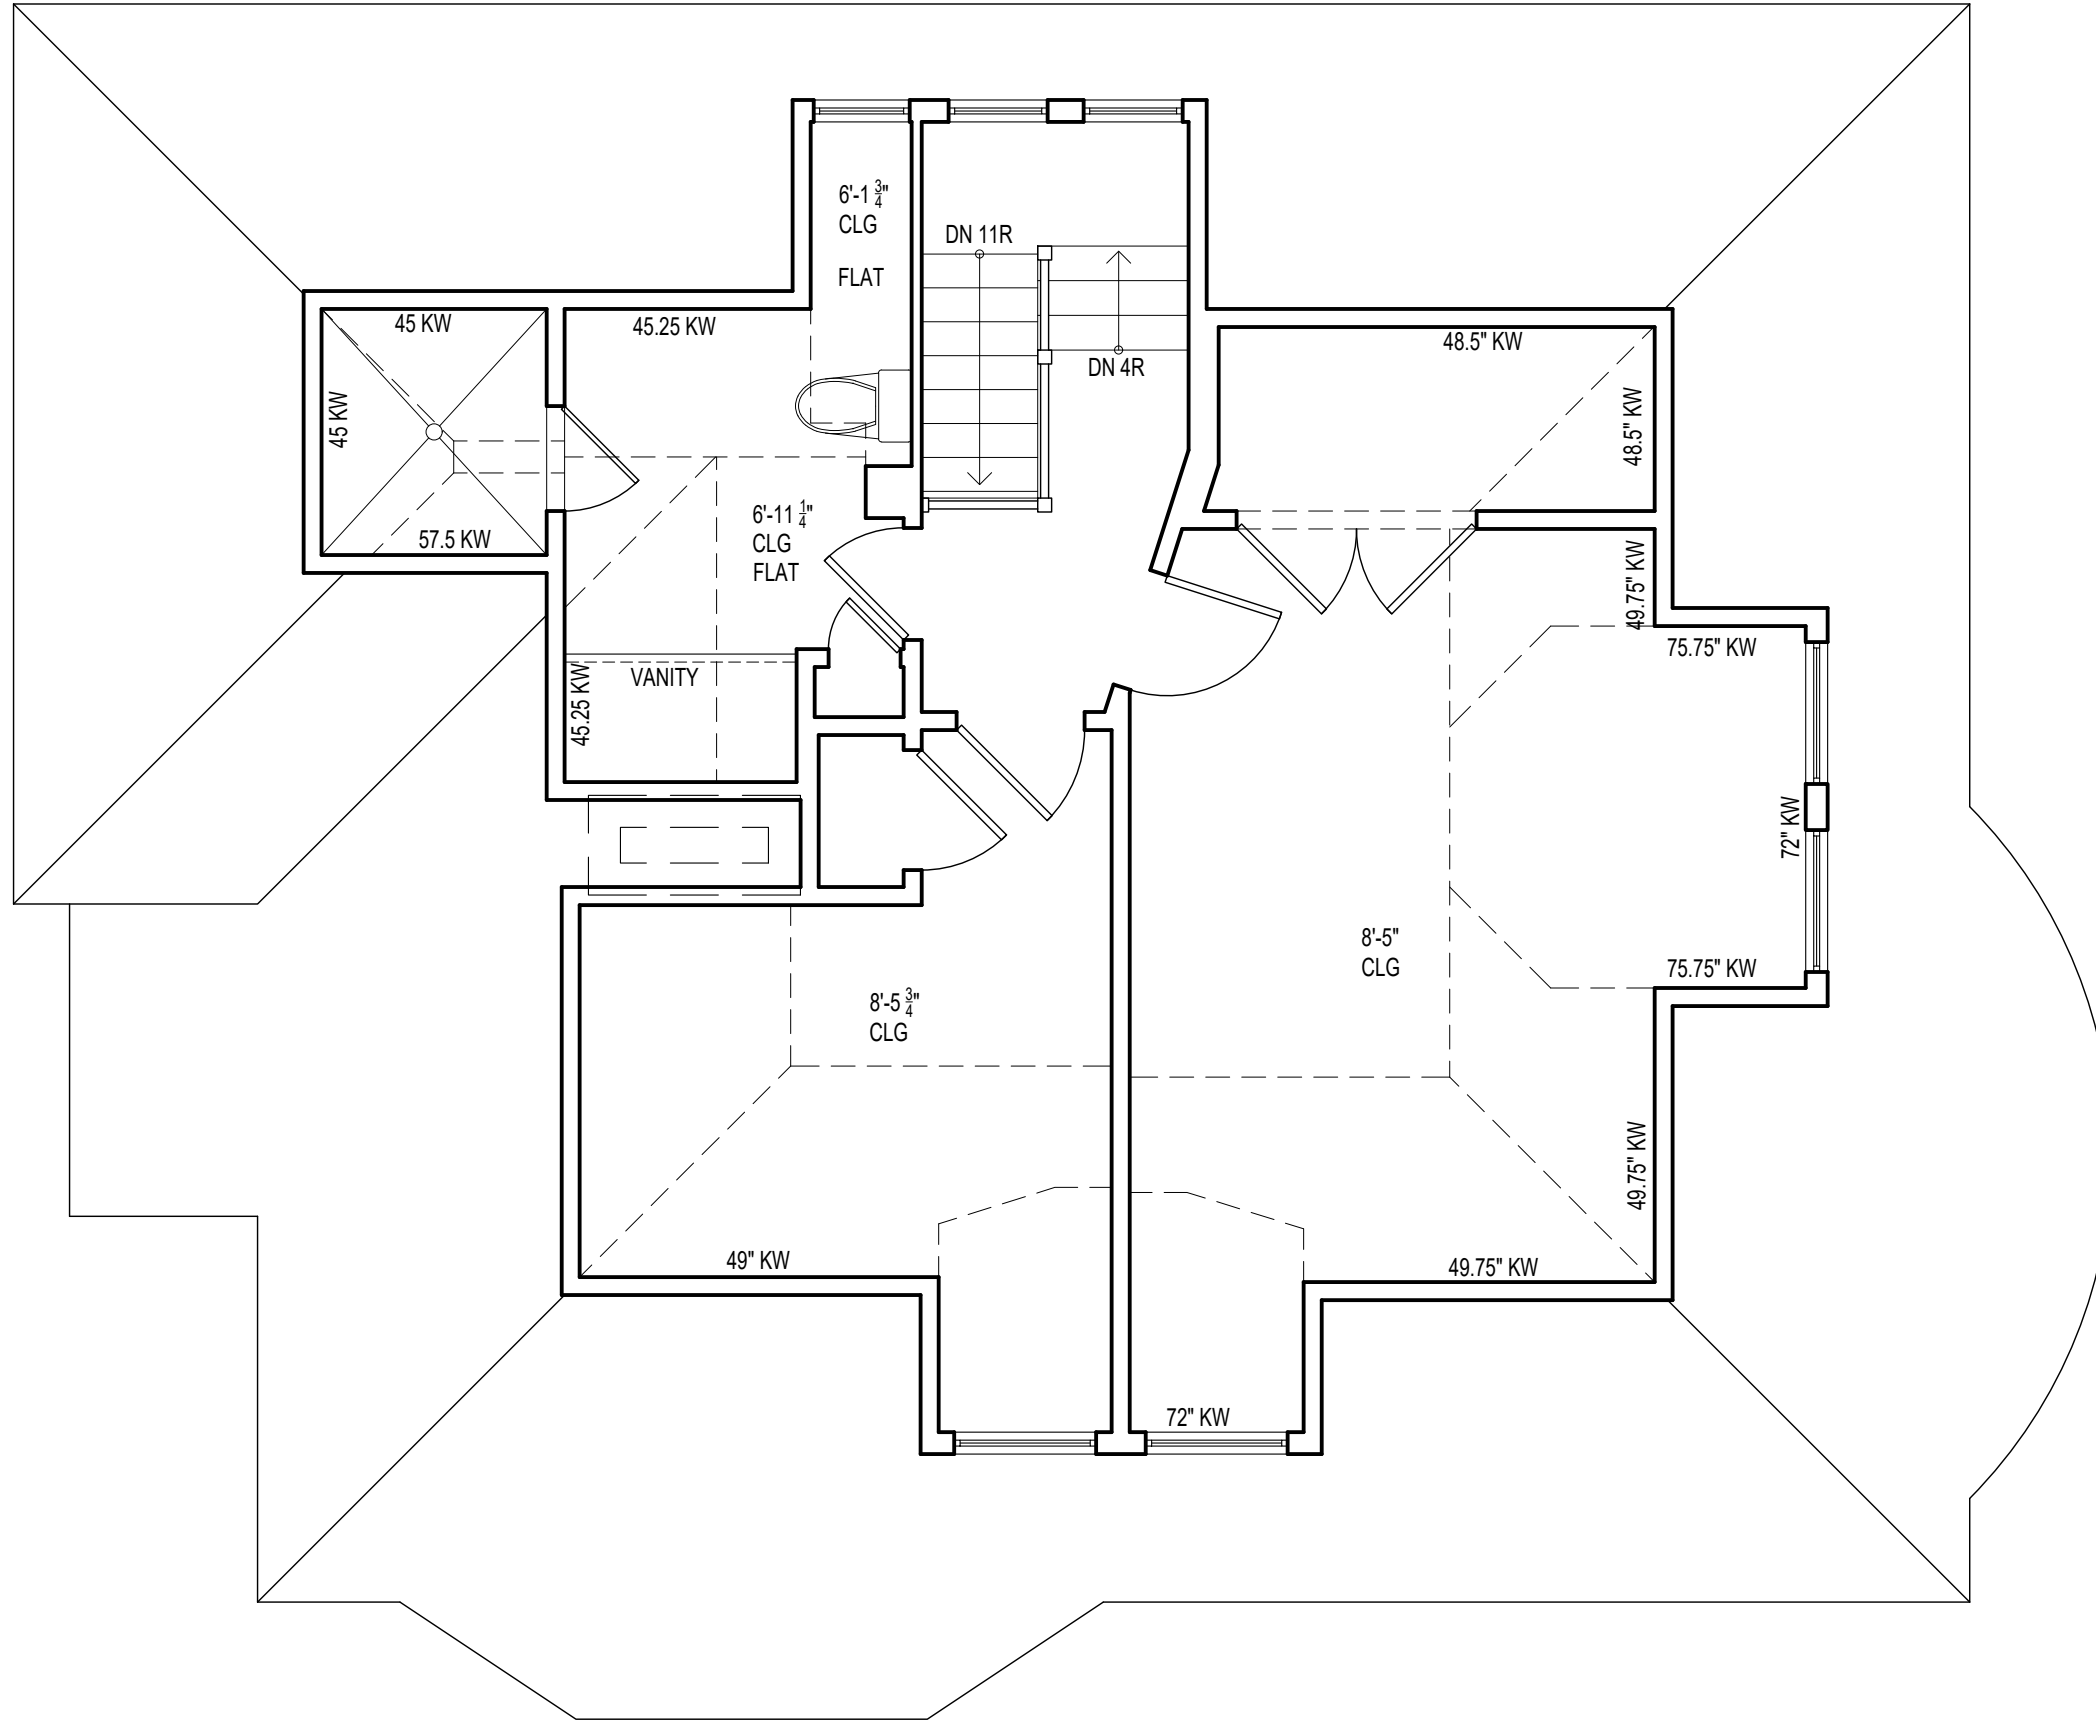 6'-1 3/4"
CLG
FLAT
DN 11R
DN 4R
45 KW
45.25 KW
45 KW
57.5 KW
48.5" KW
48.5" KW
6'-11 1/4"
CLG
FLAT
49.75" KW
75.75" KW
VANITY
45.25 KW
72" KW
8'-5"
CLG
75.75" KW
8'-5 3/4"
CLG
49.75" KW
49" KW
49.75" KW
72" KW